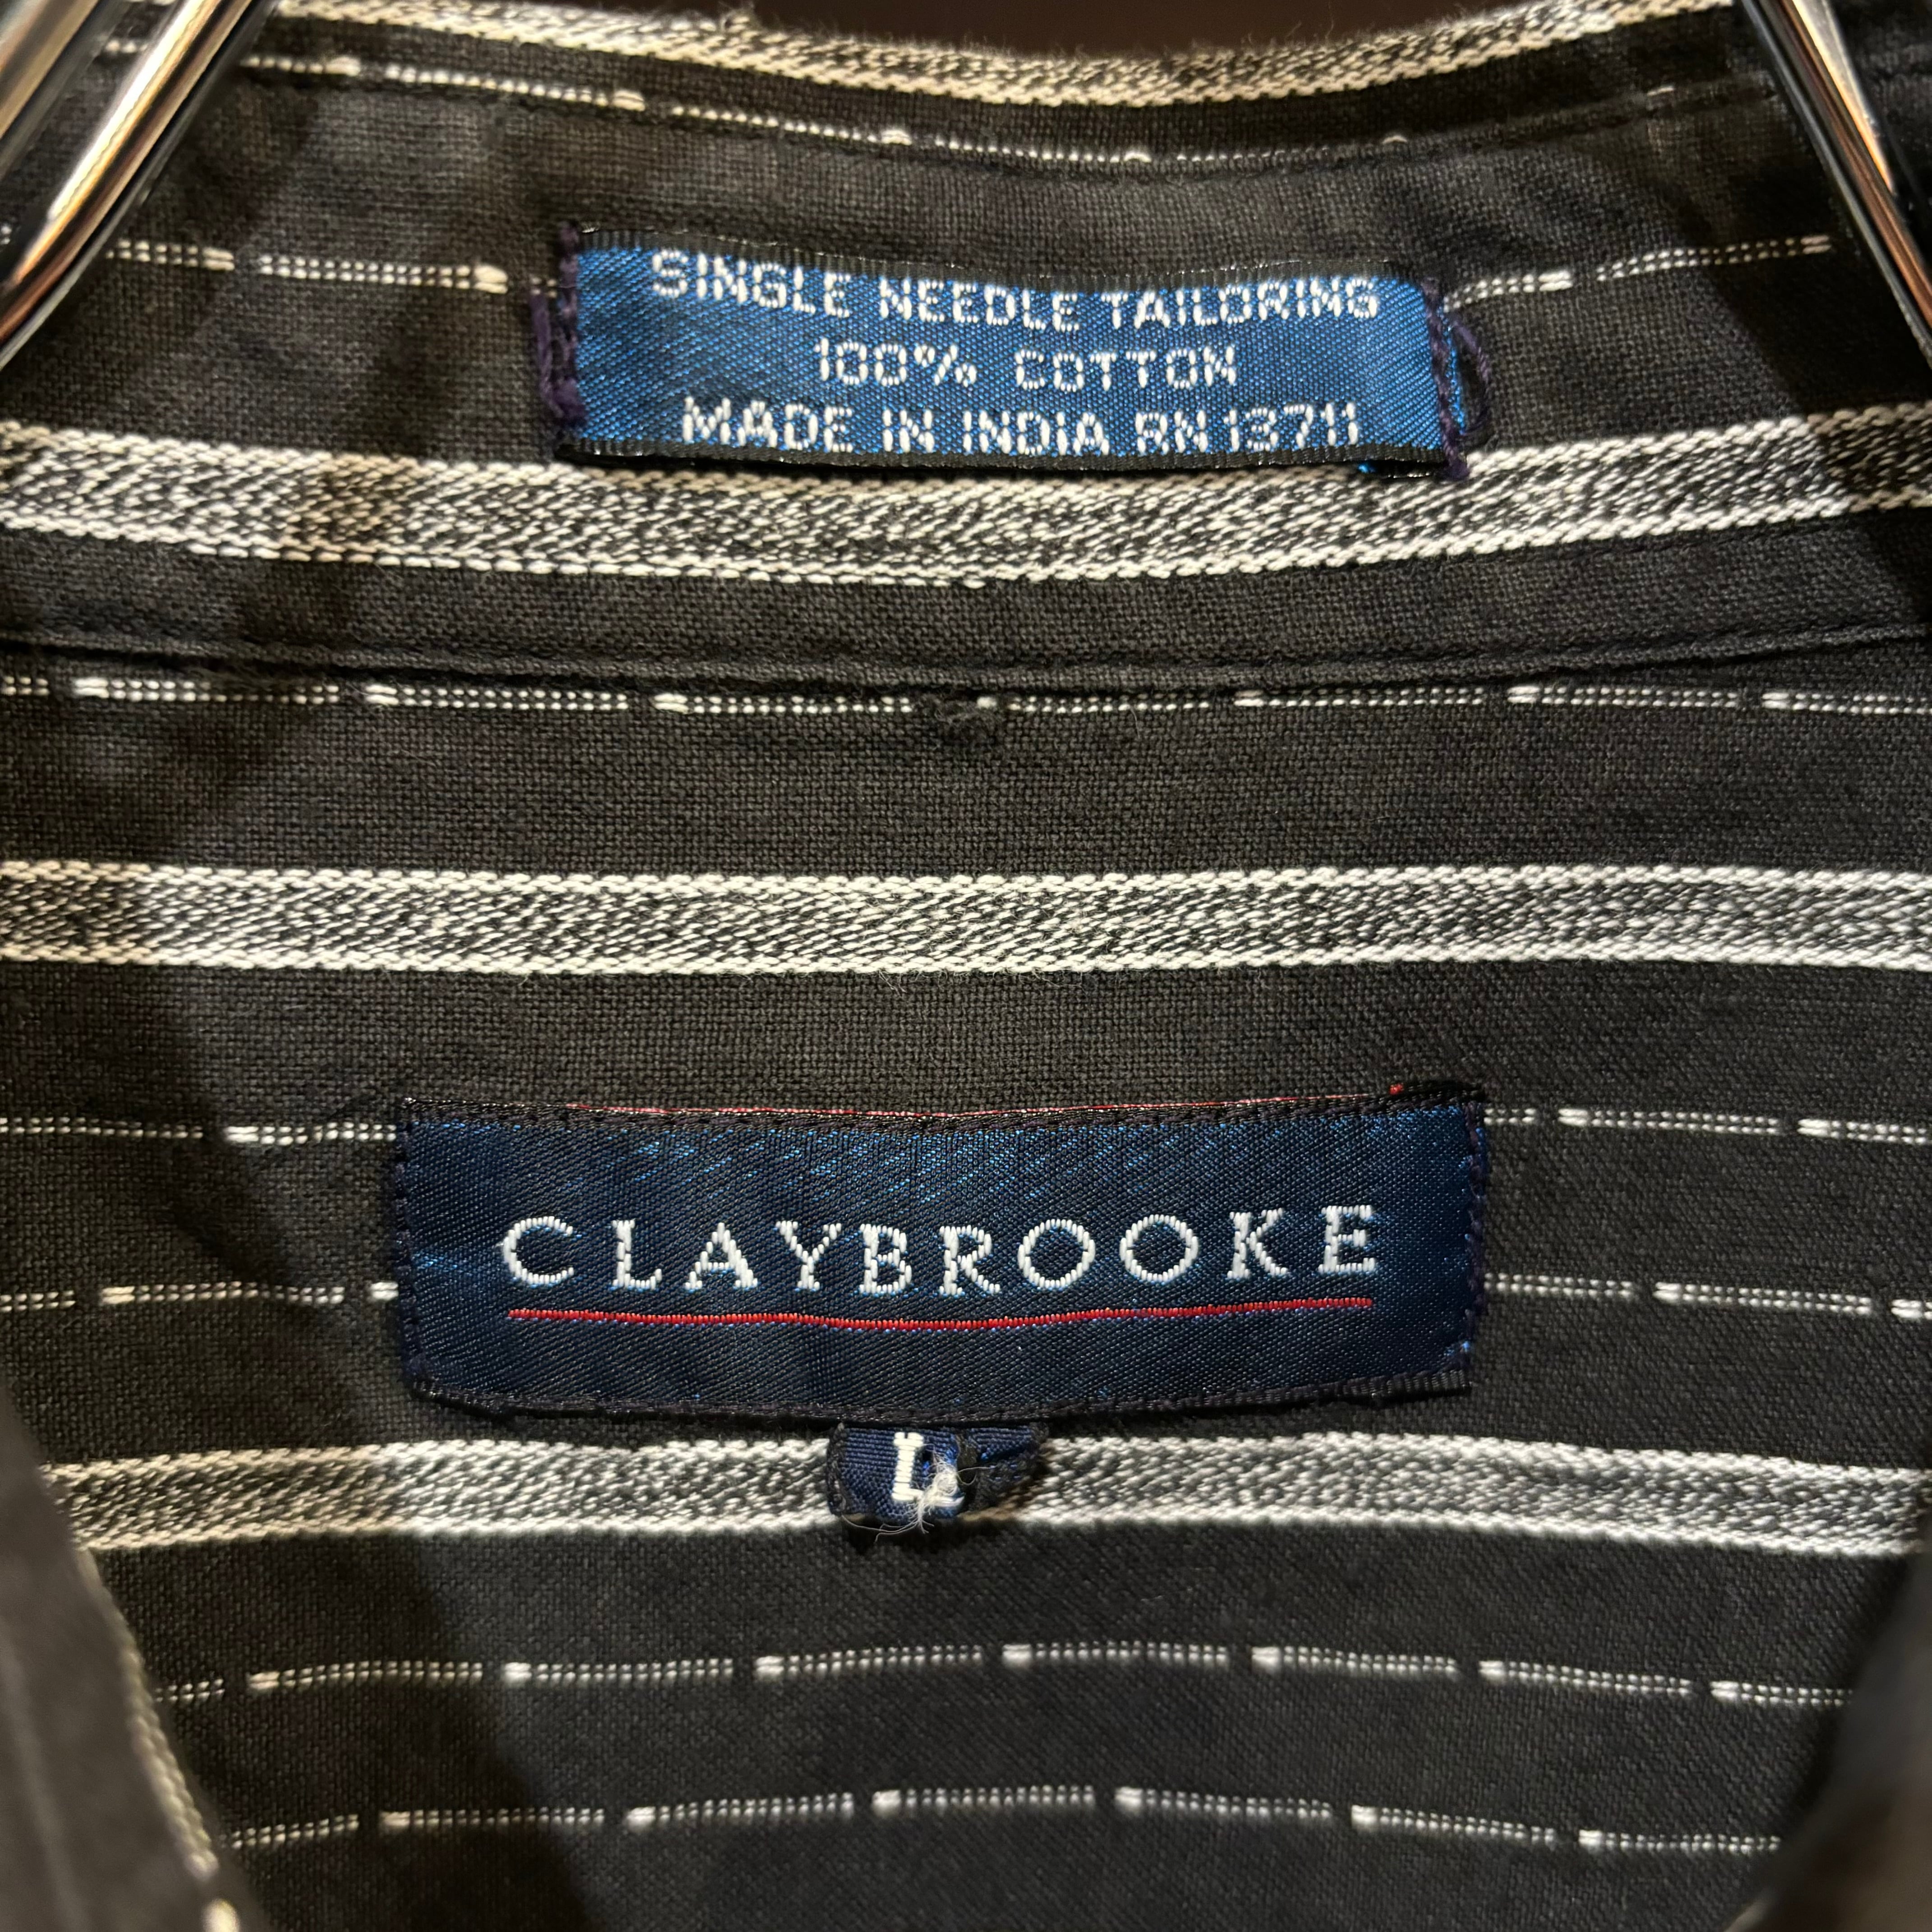 SINGLE NEEDLE TAILORING
100% COTTON
MADE IN INDIA RN 13711
CLAYBROOKE
L